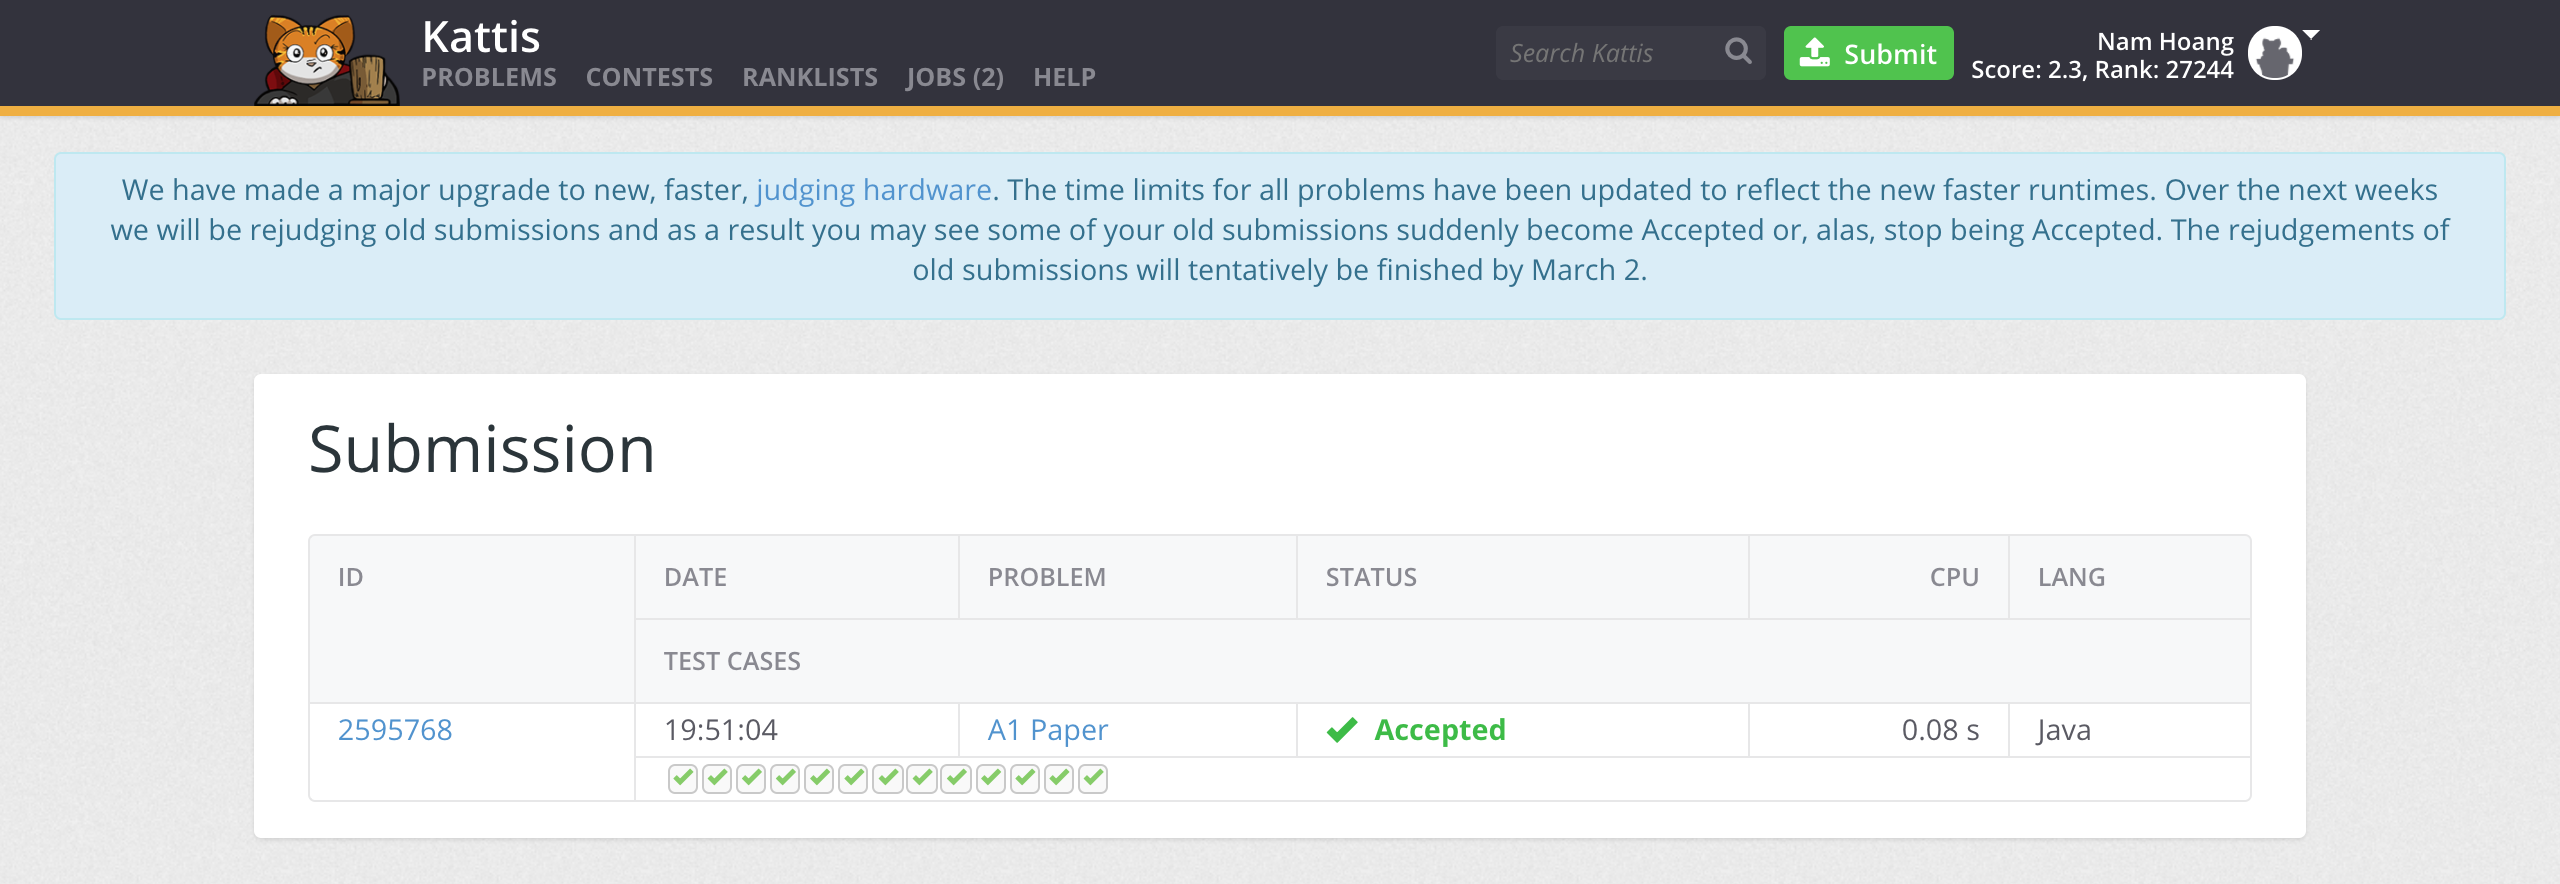 Kattis
PROBLEMS CONTESTS RANKLISTS JOBS (2) HELP
Search Kattis
Submit
Nam Hoang
Score: 2.3, Rank: 27244
We have made a major upgrade to new, faster, judging hardware. The time limits for all problems have been updated to reflect the new faster runtimes. Over the next weeks
we will be rejudging old submissions and as a result you may see some of your old submissions suddenly become Accepted or, alas, stop being Accepted. The rejudgements of
old submissions will tentatively be finished by March 2.
Submission
ID DATE PROBLEM STATUS CPU LANG
TEST CASES
2595768 19:51:04 A1 Paper Accepted 0.08 s Java